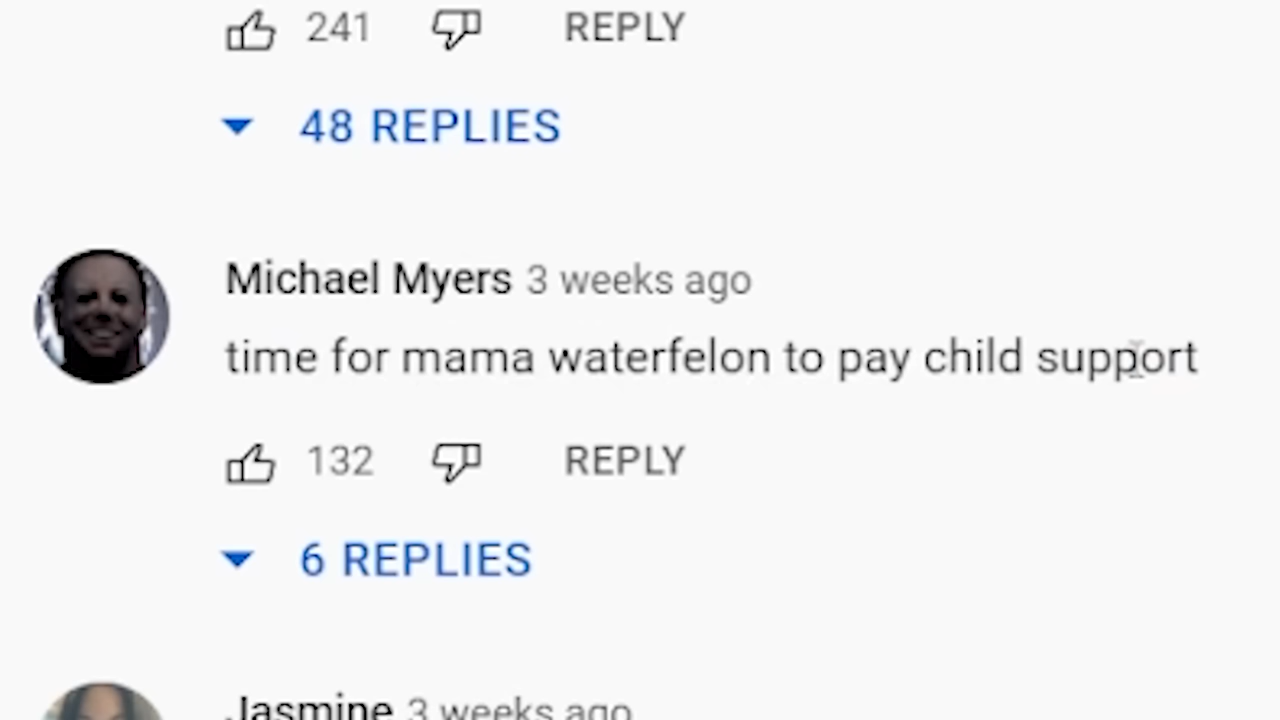 241 REPLY
48 REPLIES
Michael Myers 3 weeks ago
time for mama waterfelon to pay child support
132 REPLY
6 REPLIES
Jasmine 3 weeks ago